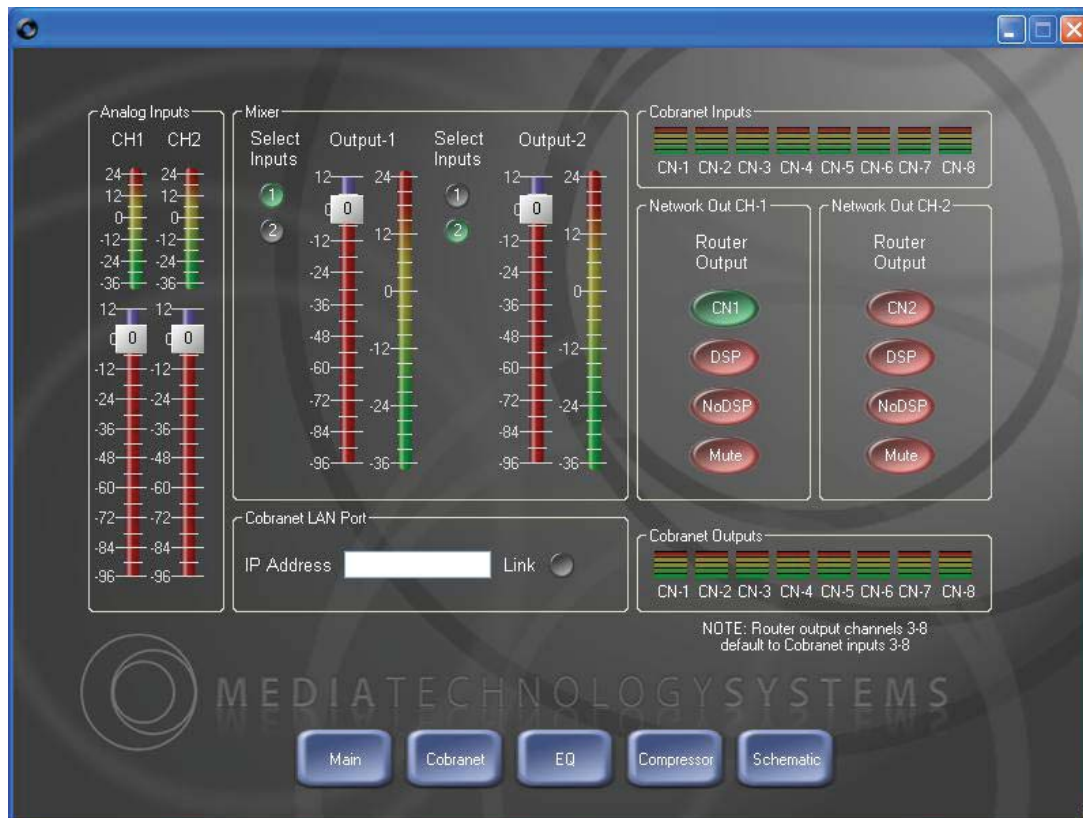 Analog Inputs
CH1 CH2
24 24
12 12
0 0
-12 -12
-24 -24
-36 -36
12 12
0 0
-12 -12
-24 -24
-36 -36
-48 -48
-60 -60
-72 -72
-84 -84
-96 -96
Mixer
Select
Inputs
1
2
Output-1
12
0
-12
-24
-36
-48
-60
-72
-84
-96
24
12
0
-12
-24
-36
Select
Inputs
1
2
Output-2
12
0
-12
-24
-36
-48
-60
-72
-84
-96
24
12
0
-12
-24
-36
Cobranet LAN Port
IP Address
Link
Cobranet Inputs
CN-1 CN-2 CN-3 CN-4 CN-5 CN-6 CN-7 CN-8
Network Out CH-1
Router
Output
CN1
DSP
NoDSP
Mute
Network Out CH-2
Router
Output
CN2
DSP
NoDSP
Mute
Cobranet Outputs
CN-1 CN-2 CN-3 CN-4 CN-5 CN-6 CN-7 CN-8
NOTE: Router output channels 3-8
default to Cobranet inputs 3-8
MEDIATECHNOLOGYSYSTEMS
Main Cobranet EQ Compressor Schematic